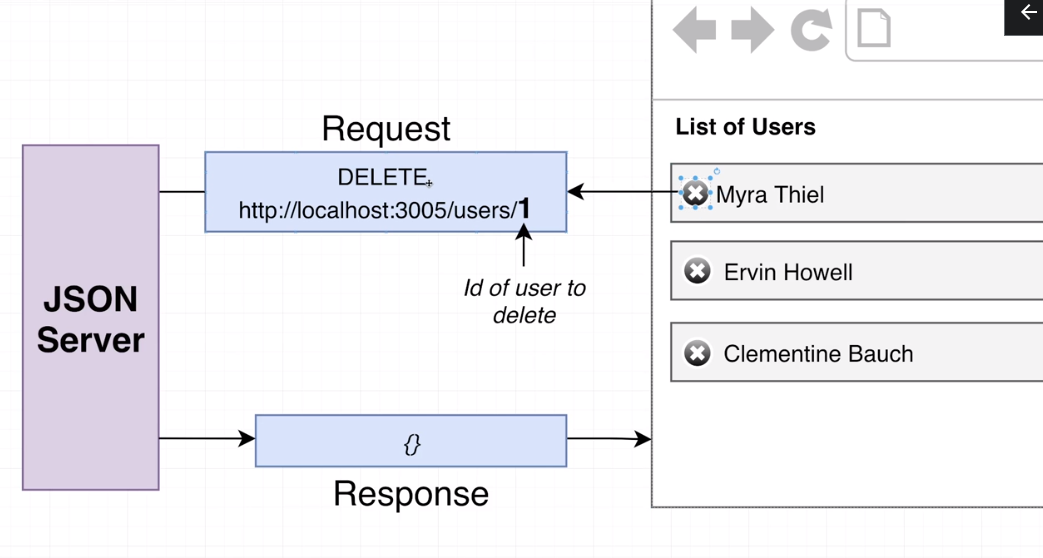 Request
DELETE
http://localhost:3005/users/1
Id of user to
delete
JSON
Server
{}
Response
List of Users
Myra Thiel
Ervin Howell
Clementine Bauch